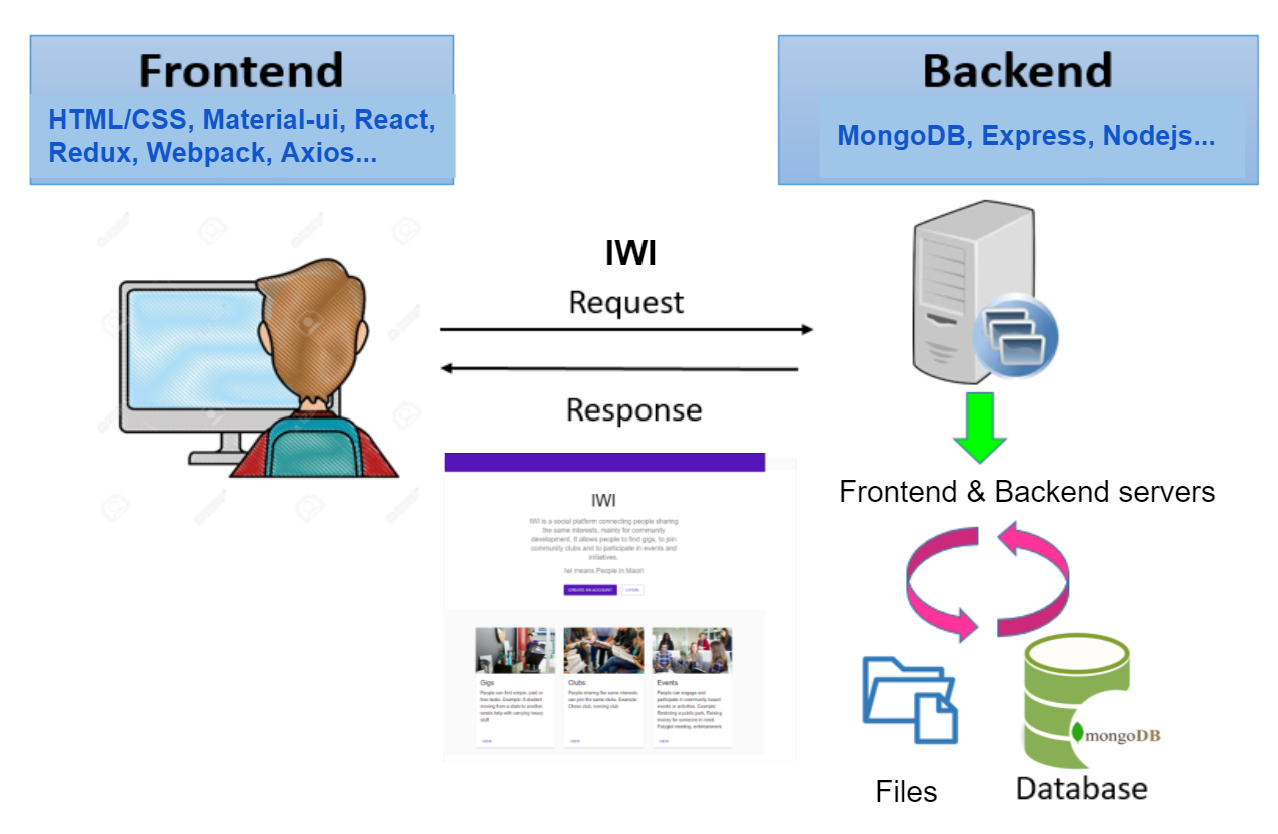 Frontend
HTML/CSS, Material-ui, React,
Redux, Webpack, Axios...
Backend
MongoDB, Express, Nodejs...
IWI
Request
Response
IWI
IWI is a social platform connecting people sharing
the same interests, mainly for community
development. It allows people to find gigs, to join
community clubs and to participate in events and
initiatives.
Iwi means People in Maori
CREATE AN ACCOUNT
LOGIN
Gigs
People can find simple, paid or
free tasks. Example: A student
moving from a state to another,
needs help with carrying heavy
stuff
VIEW
Clubs
People sharing the same interests
can join the same clubs. Example:
Chess club, running club.
VIEW
Events
People can engage and
participate in community based
events or activities. Example:
Restoring a public park, Raising
money for someone in need,
Polyglot meeting, entertainment.
VIEW
Frontend & Backend servers
Files
mongoDB
Database